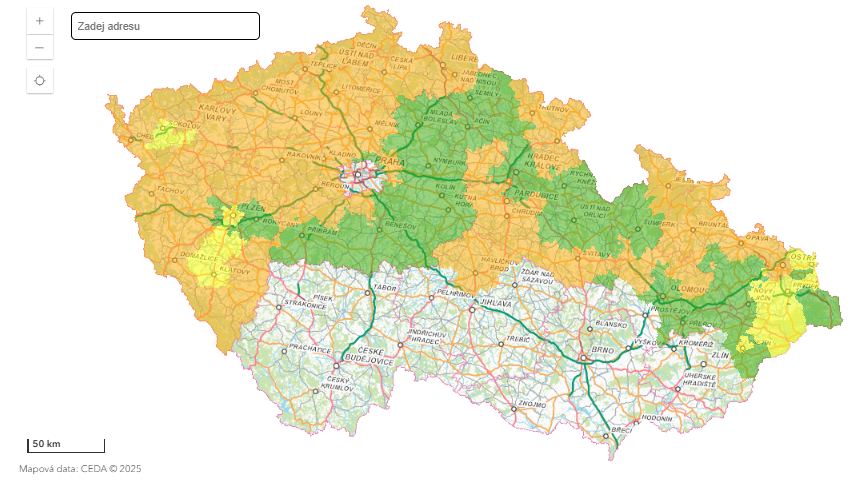 +
Zadej adresu
−
DĚČÍN
ÚSTÍ NAD
LABEM
TEPLICE
ČESKÁ
LÍPA
LIBEREC
JABLONEC
NAD NISOU
MOST
CHOMUTOV
LITOMĚŘICE
SEMILY
TRUTNOV
KARLOVY
VARY
LOUNY
MĚLNÍK
MLADÁ
BOLESLAV
JIČÍN
SOKOLOV
CHEB
RAKOVNÍK
KLADNO
PRAHA
NYMBURK
HRADEC
KRÁLOVÉ
BEROUN
KOLÍN
PARDUBICE
RYCHNOV
TACHOV
KUTNÁ
HORA
CHRUDIM
ÚSTÍ NAD
ORLICÍ
ŠUMPERK
BRUNTÁL
PLZEŇ
ROKYCANY
PŘÍBRAM
BENEŠOV
OPAVA
DOMAŽLICE
KLATOVY
HAVLÍČKŮV
BROD
SVITAVY
OSTRAVA
ŽĎÁR NAD
SÁZAVOU
OLOMOUC
NOVÝ
JIČÍN
TÁBOR
PELHŘIMOV
PÍSEK
STRAKONICE
JIHLAVA
PROSTĚJOV
PŘEROV
BLANSKO
JINDŘICHŮV
HRADEC
TŘEBÍČ
VYŠKOV
KROMĚŘÍŽ
PRACHATICE
ČESKÉ
BUDĚJOVICE
BRNO
ZLÍN
ČESKÝ
KRUMLOV
UHERSKÉ
HRADIŠTĚ
ZNOJMO
HODONÍN
BŘECL
50 km
Mapová data: CEDA © 2025